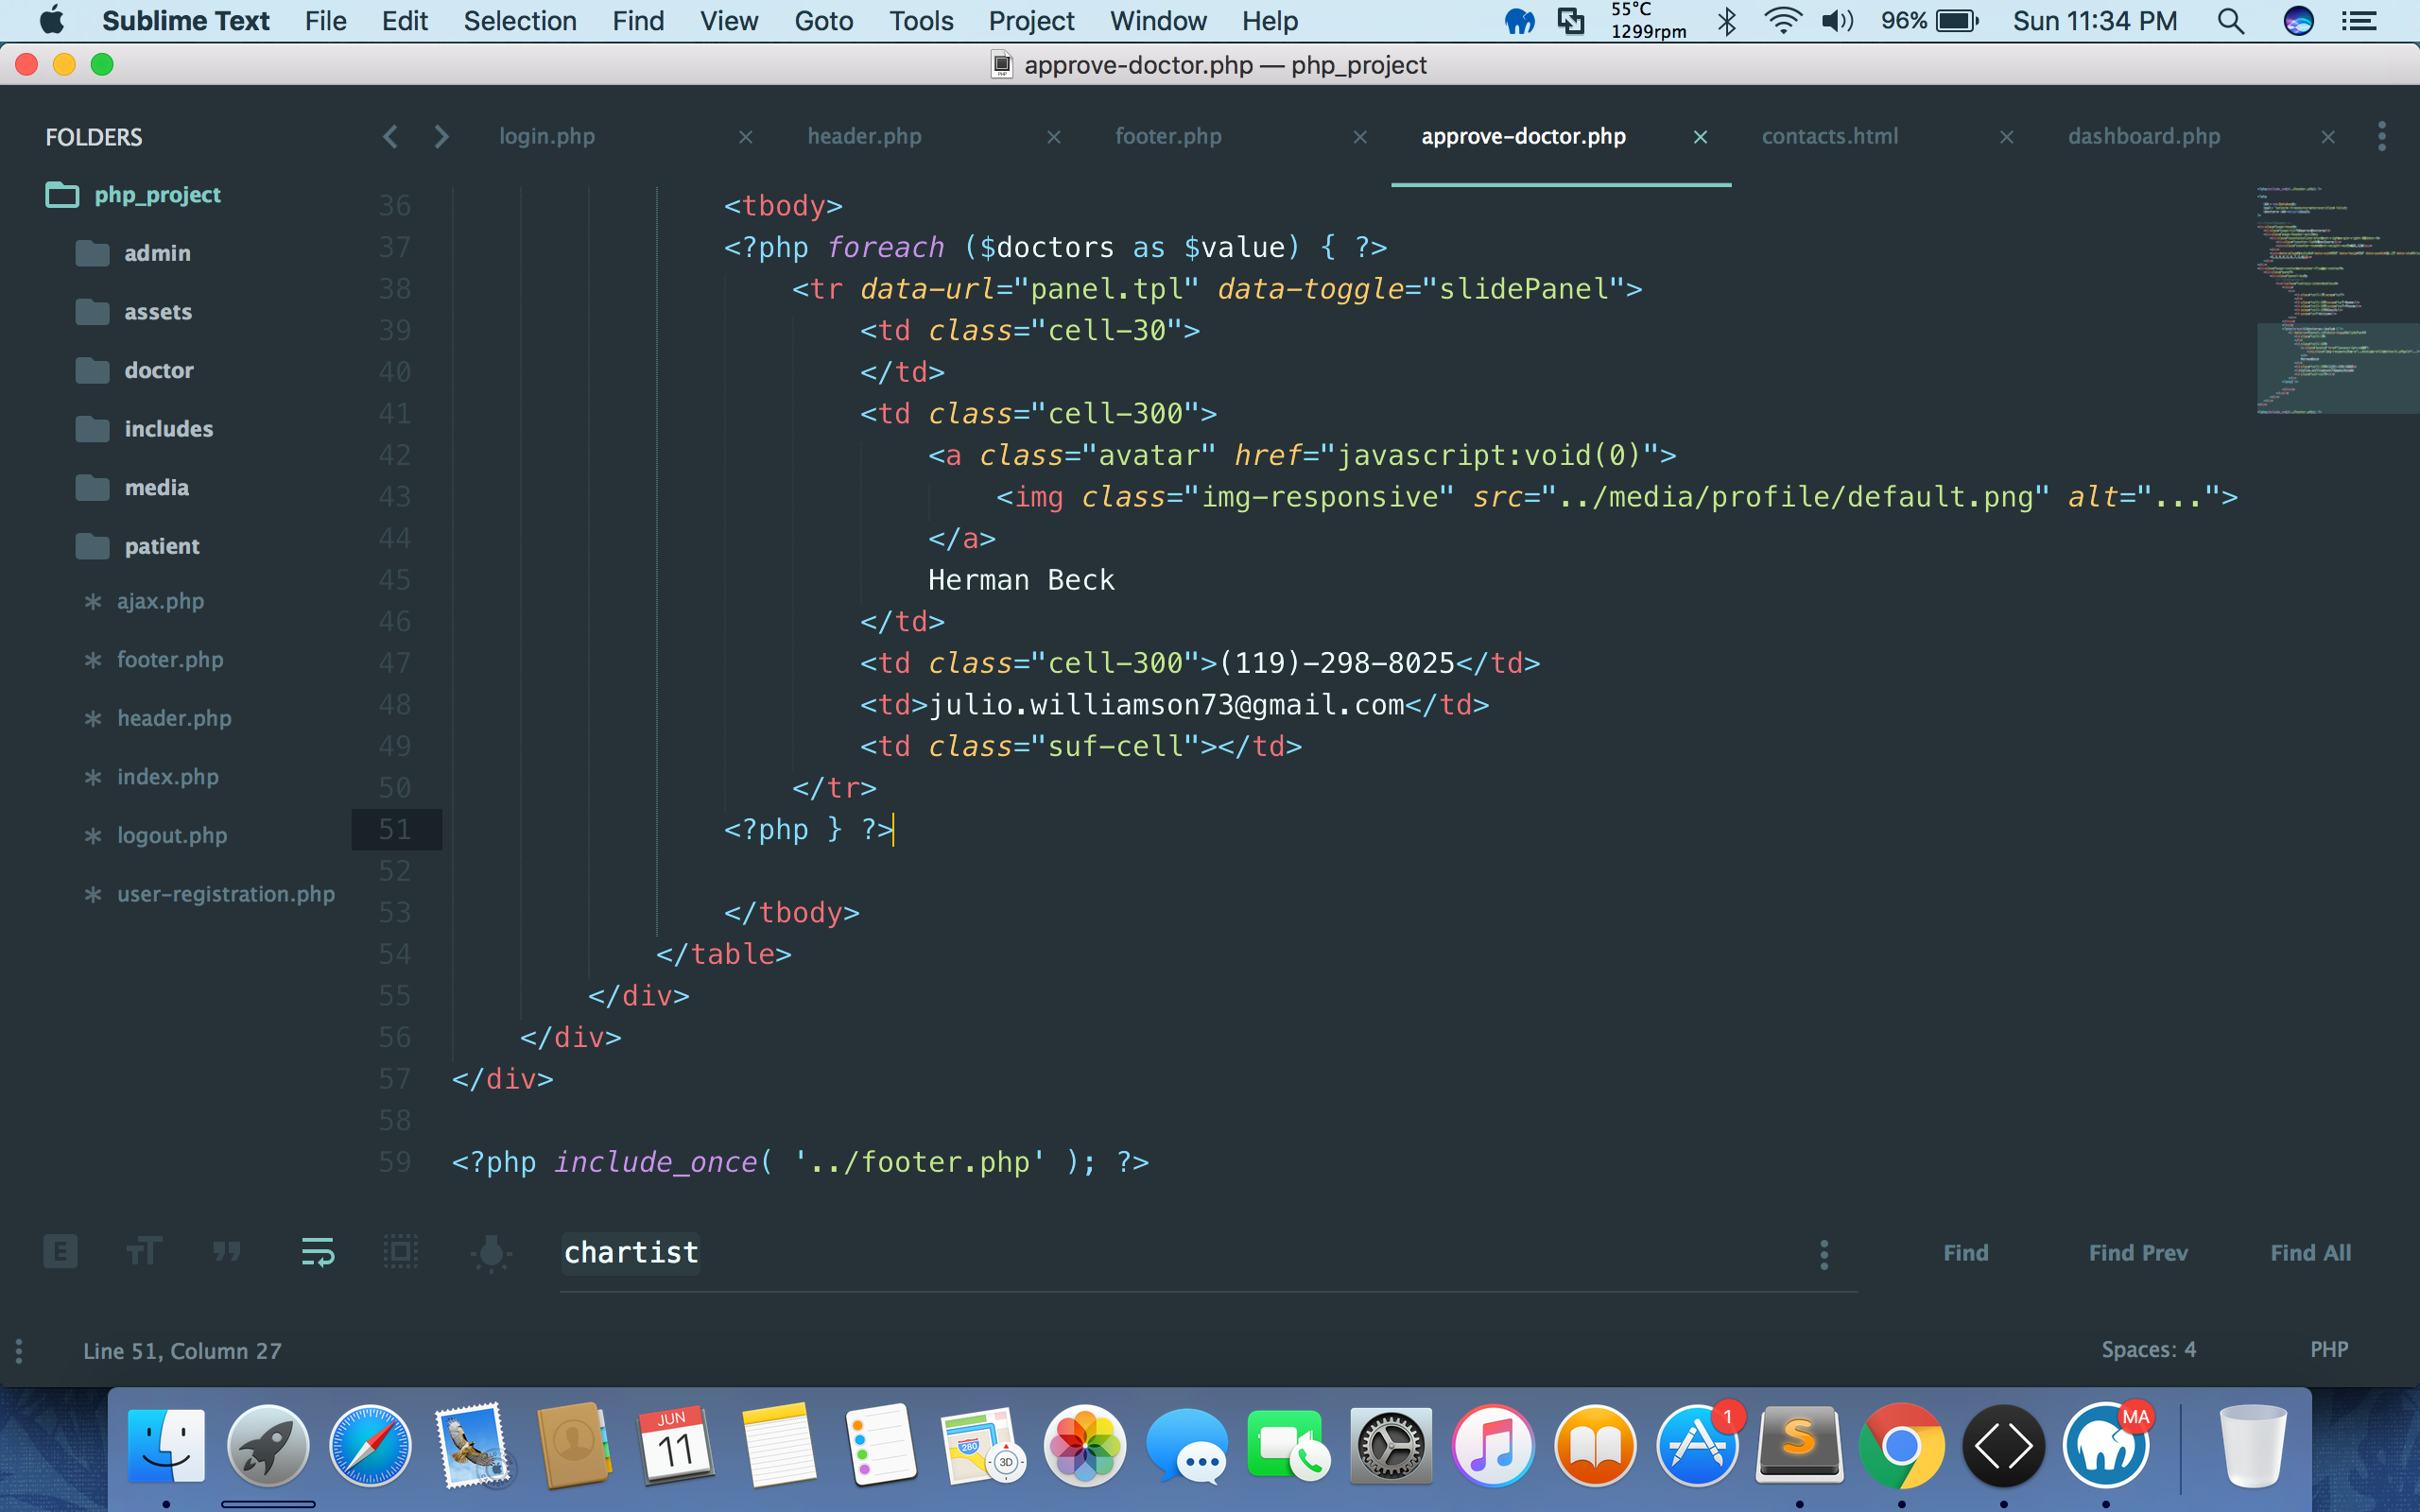 Sublime Text File Edit Selection Find View Goto Tools Project Window Help 55°C 1299rpm 96% Sun 11:34 PM
approve-doctor.php — php_project
FOLDERS
php_project
admin
assets
doctor
includes
media
patient
ajax.php
footer.php
header.php
index.php
logout.php
user-registration.php
login.php header.php footer.php approve-doctor.php contacts.html dashboard.php
36 <tbody>
37 <?php foreach ($doctors as $value) { ?>
38 <tr data-url="panel.tpl" data-toggle="slidePanel">
39 <td class="cell-30">
40 </td>
41 <td class="cell-300">
42 <a class="avatar" href="javascript:void(0)">
43 <img class="img-responsive" src="../media/profile/default.png" alt="...">
44 </a>
45 Herman Beck
46 </td>
47 <td class="cell-300">(119)-298-8025</td>
48 <td>julio.williamson73@gmail.com</td>
49 <td class="suf-cell"></td>
50 </tr>
51 <?php } ?>
52
53 </tbody>
54 </table>
55 </div>
56 </div>
57 </div>
58
59 <?php include_once( '../footer.php' ); ?>
chartist Find Find Prev Find All
Line 51, Column 27 Spaces: 4 PHP
JUN
11
280
3D
1
S
MA